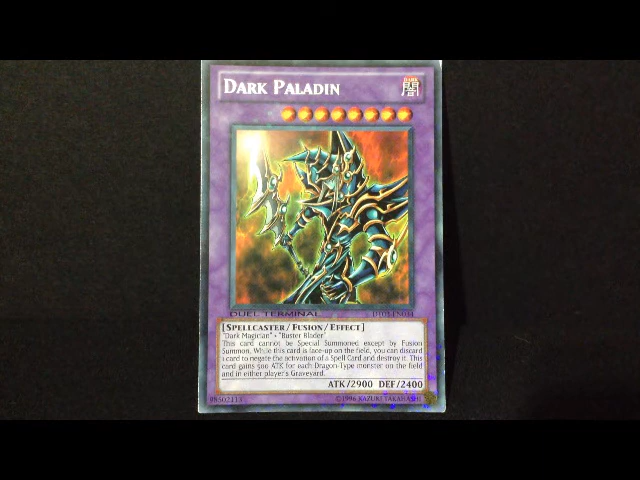 DARK PALADIN
DARK
闇
DUEL TERMINAL
[SPELLCASTER/FUSION/EFFECT]
"Dark Magician" + "Buster Blader"
This card cannot be Special Summoned except by Fusion
Summon. While this card is face-up on the field, you can discard
1 card to negate the activation of a Spell Card and destroy it. This
card gains 500 ATK for each Dragon-Type monster on the field
and in either player's Graveyard.
ATK/2900 DEF/2400
98502113
©1996 KAZUKI TAKAHASHI